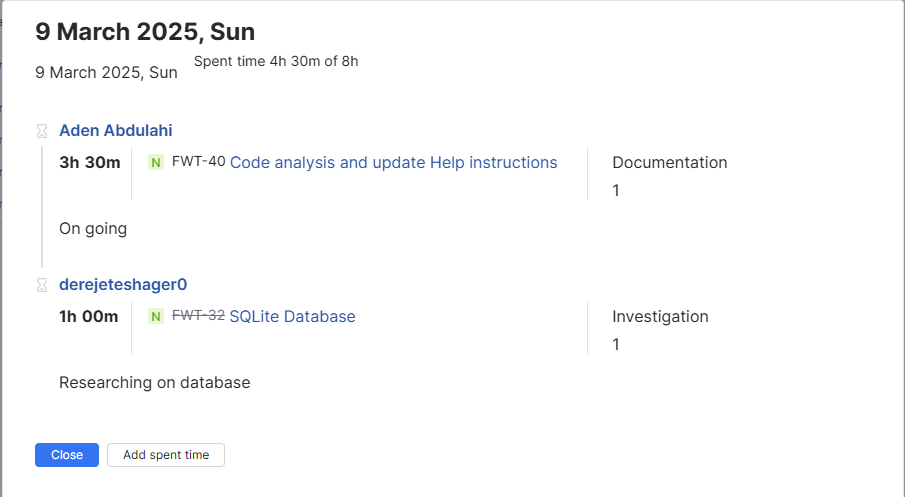 9 March 2025, Sun
9 March 2025, Sun Spent time 4h 30m of 8h
Aden Abdulahi
3h 30m N FWT-40 Code analysis and update Help instructions Documentation
1
On going
derejeteshager0
1h 00m N FWT-32 SQLite Database Investigation
1
Researching on database
Close Add spent time